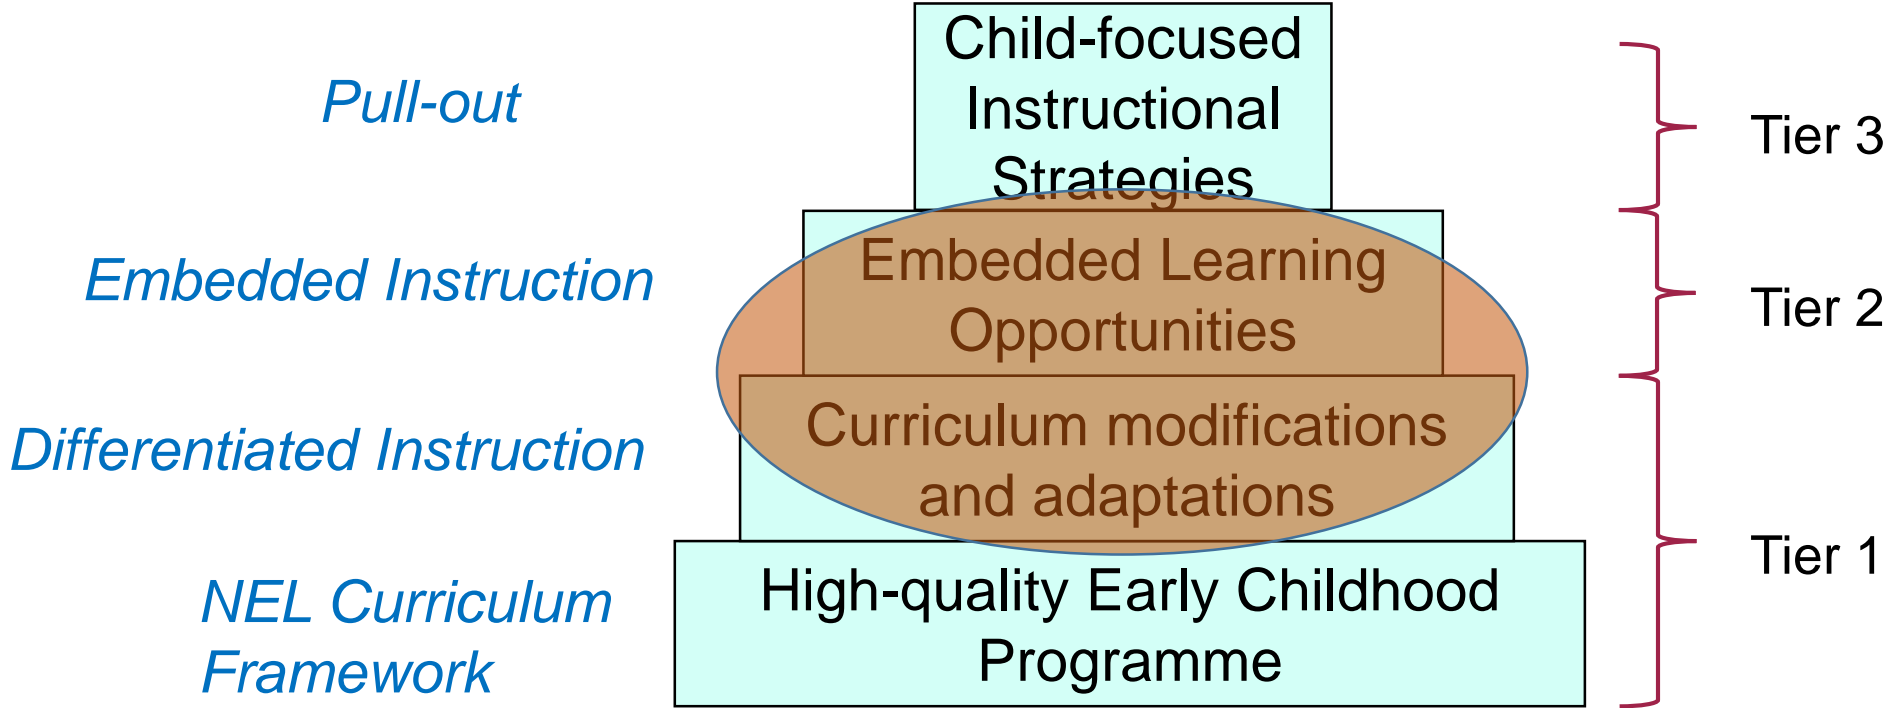 Child-focused
Instructional
Strategies
Pull-out
Tier 3
Embedded Learning
Opportunities
Embedded Instruction
Tier 2
Curriculum modifications
and adaptations
Differentiated Instruction
Tier 1
High-quality Early Childhood
Programme
NEL Curriculum
Framework